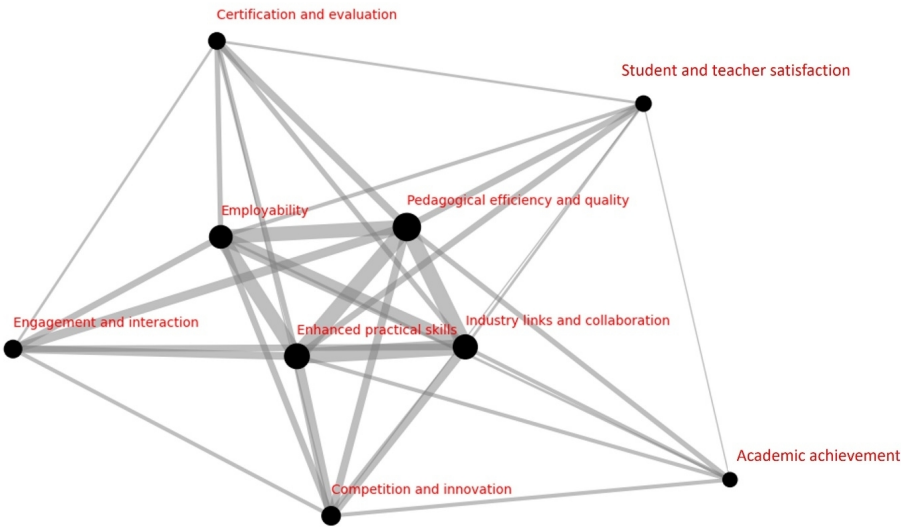 Certification and evaluation
Student and teacher satisfaction
Pedagogical efficiency and quality
Employability
Engagement and interaction
Enhanced practical skills
Industry links and collaboration
Academic achievement
Competition and innovation